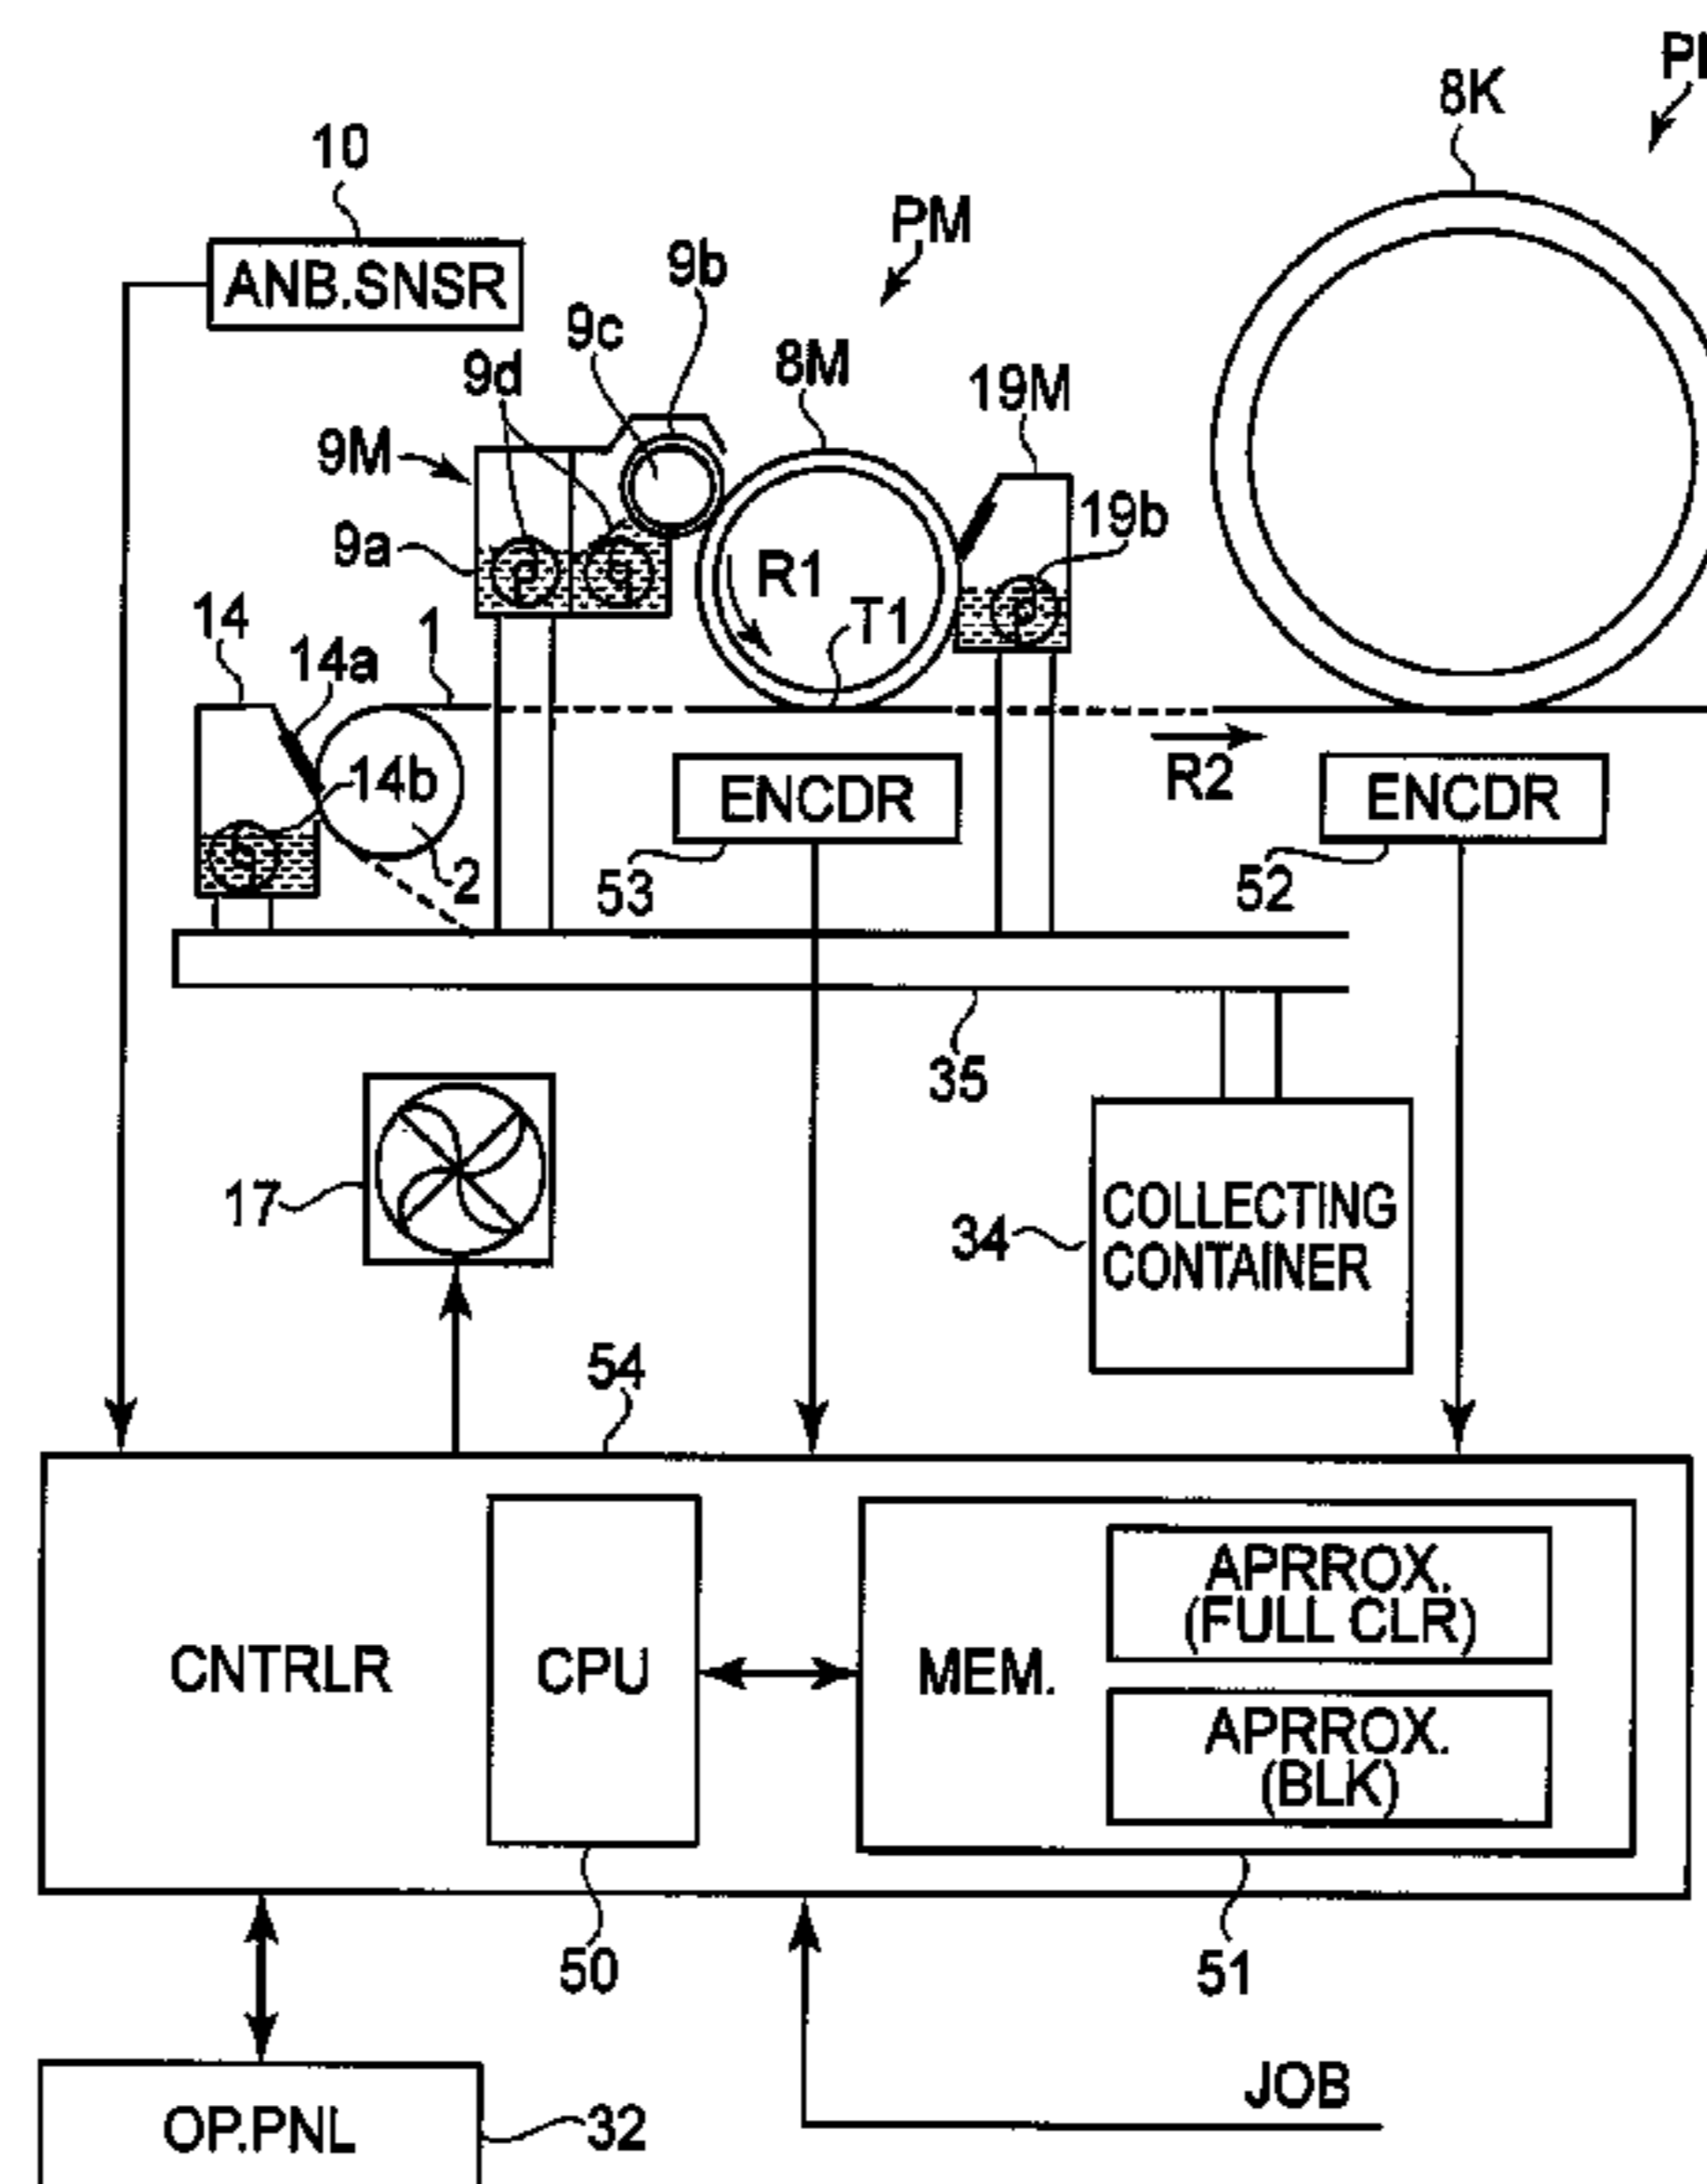 8K
10
PM
ANB.SNSR
9b
9c
8M
9d
19M
9M
19b
9a
R1
T1
14
14a
1
14b
R2
ENCDR
ENCDR
2
53
52
35
17
34
COLLECTING
CONTAINER
54
APRROX.
(FULL CLR)
CNTRLR
CPU
MEM.
APRROX.
(BLK)
50
51
JOB
OP.PNL
32